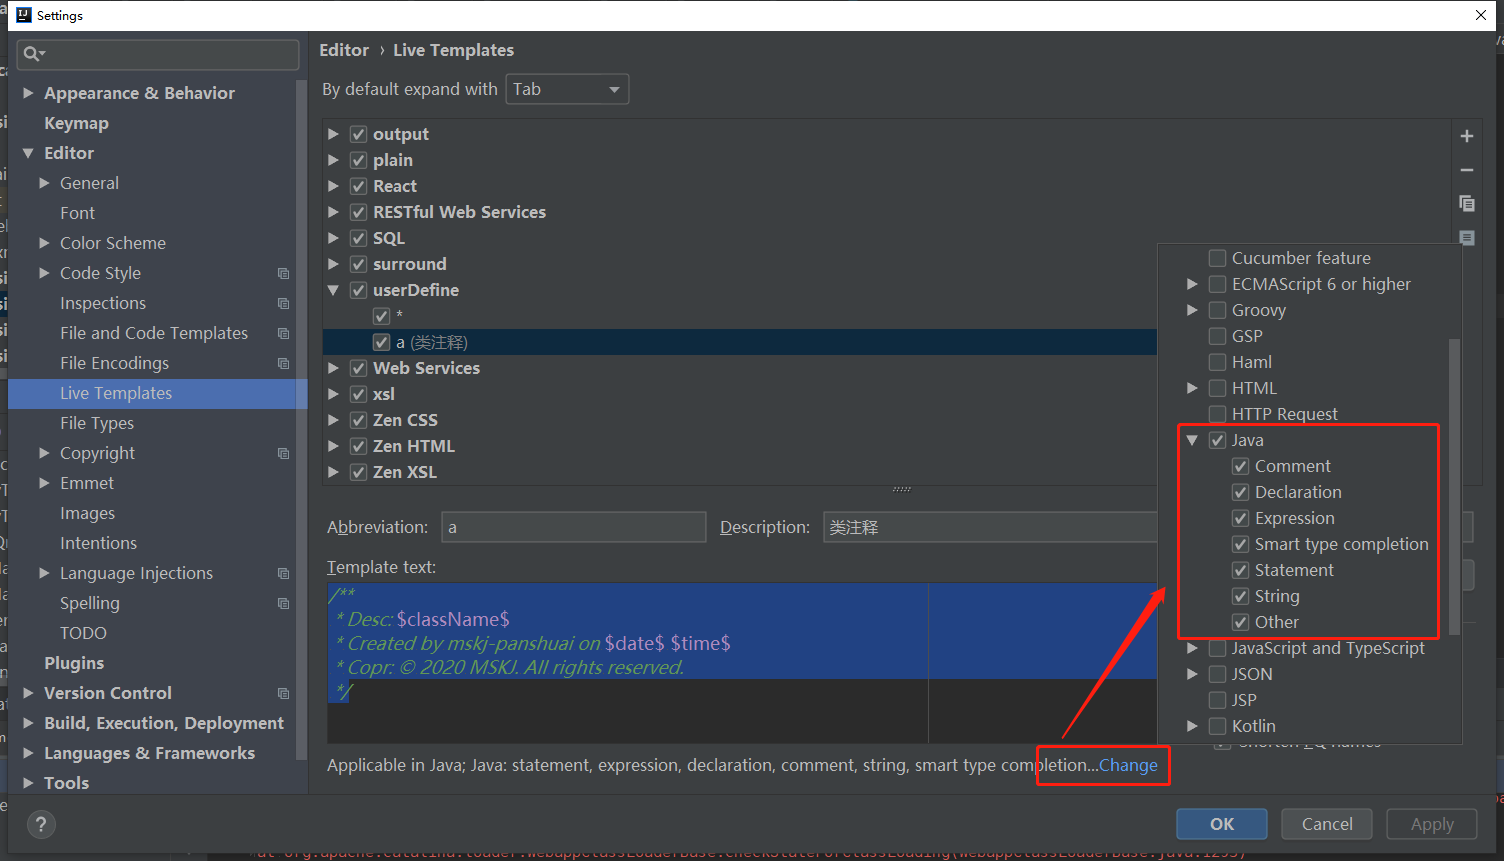 Settings
Editor › Live Templates
By default expand with Tab
Appearance & Behavior
Keymap
Editor
General
Font
Color Scheme
Code Style
Inspections
File and Code Templates
File Encodings
Live Templates
File Types
Copyright
Emmet
Images
Intentions
Language Injections
Spelling
TODO
Plugins
Version Control
Build, Execution, Deployment
Languages & Frameworks
Tools
output
plain
React
RESTful Web Services
SQL
surround
userDefine
*
a (类注释)
Web Services
xsl
Zen CSS
Zen HTML
Zen XSL
Cucumber feature
ECMAScript 6 or higher
Groovy
GSP
Haml
HTML
HTTP Request
Java
Comment
Declaration
Expression
Smart type completion
Statement
String
Other
JavaScript and TypeScript
JSON
JSP
Kotlin
Abbreviation: a Description: 类注释
Template text:
/**
* Desc: $className$
* Created by mskj-panshuai on $date$ $time$
* Copr: © 2020 MSKJ. All rights reserved.
*/
Applicable in Java; Java: statement, expression, declaration, comment, string, smart type completion...Change
?
OK Cancel Apply